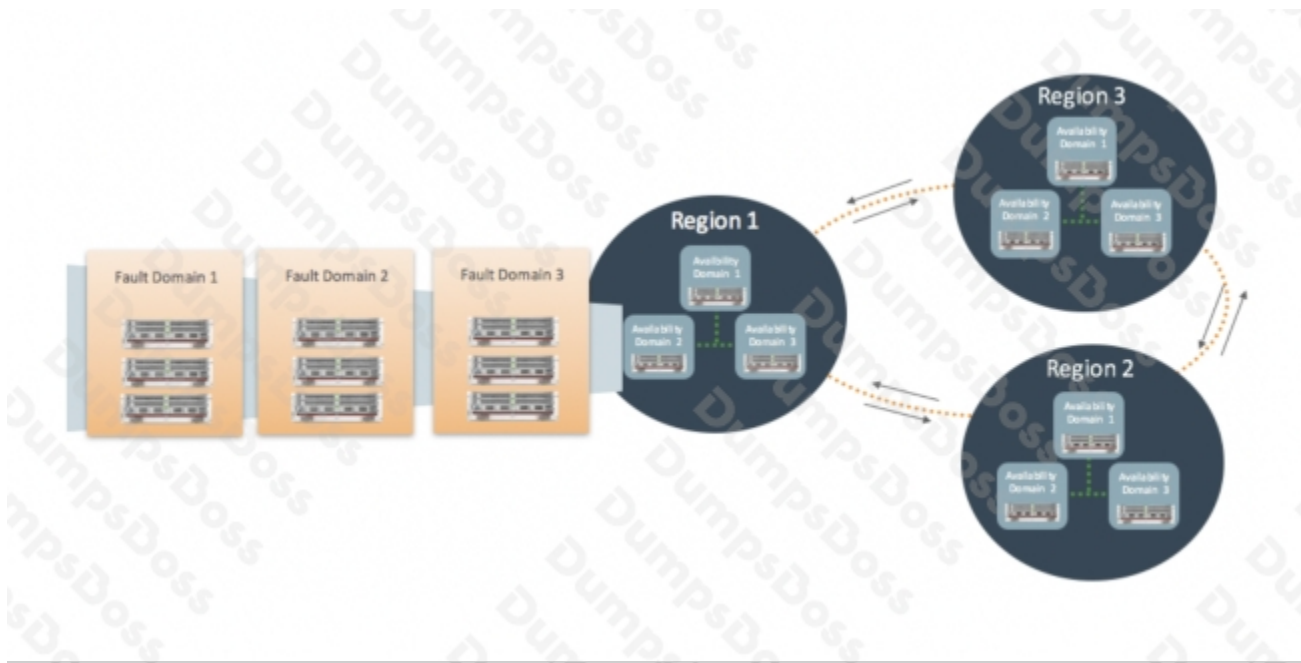 Fault Domain 1
Fault Domain 2
Fault Domain 3
Region 1
Availability
Domain 1
Availability
Domain 2
Availability
Domain 3
Region 3
Availability
Domain 1
Availability
Domain 2
Availability
Domain 3
Region 2
Availability
Domain 1
Availability
Domain 2
Availability
Domain 3
DumpsDoss